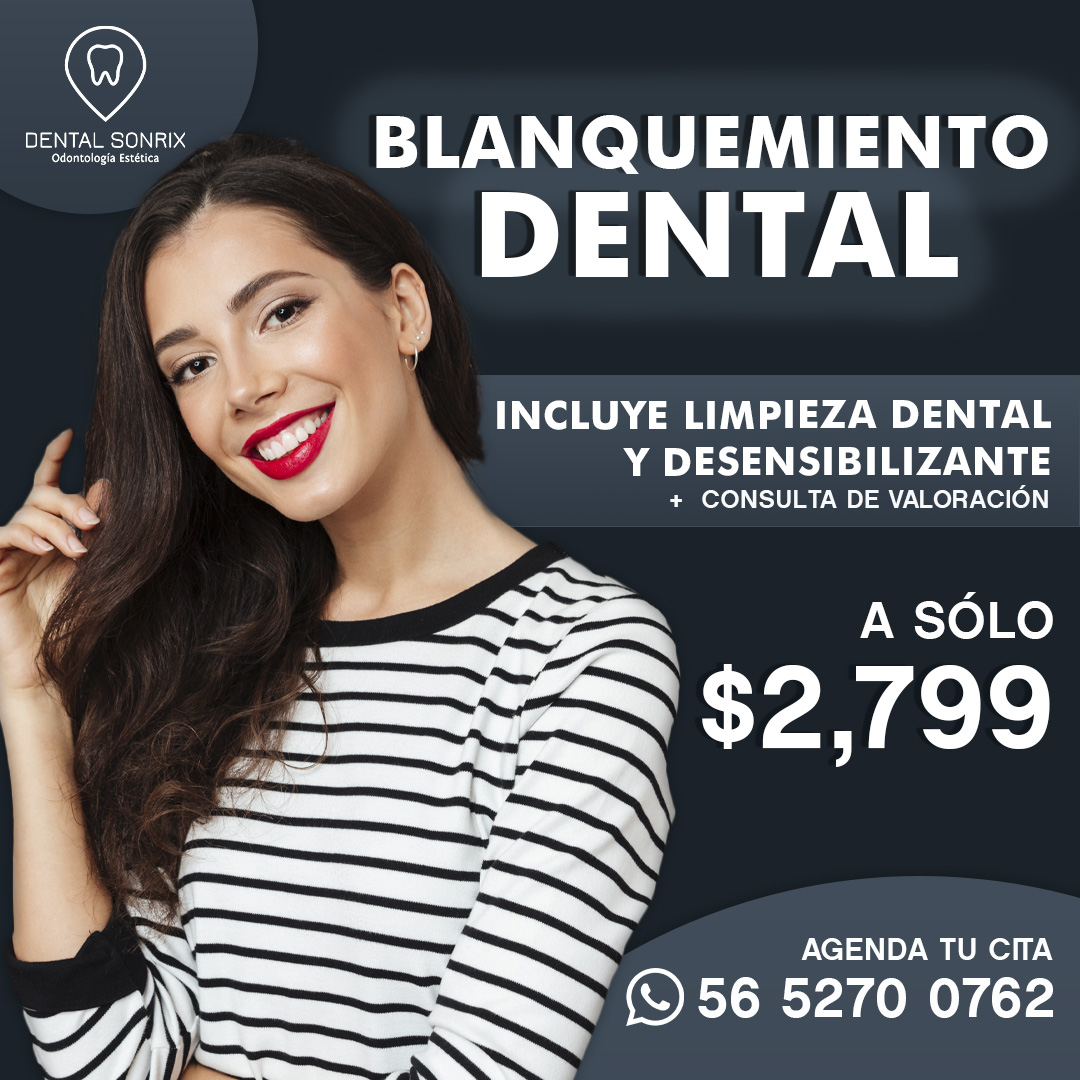 DENTAL SONRIX
Odontología Estética
BLANQUEMIENTO
DENTAL
INCLUYE LIMPIEZA DENTAL
Y DESENSIBILIZANTE
+ CONSULTA DE VALORACIÓN
A SÓLO
$2,799
AGENDA TU CITA
56 5270 0762